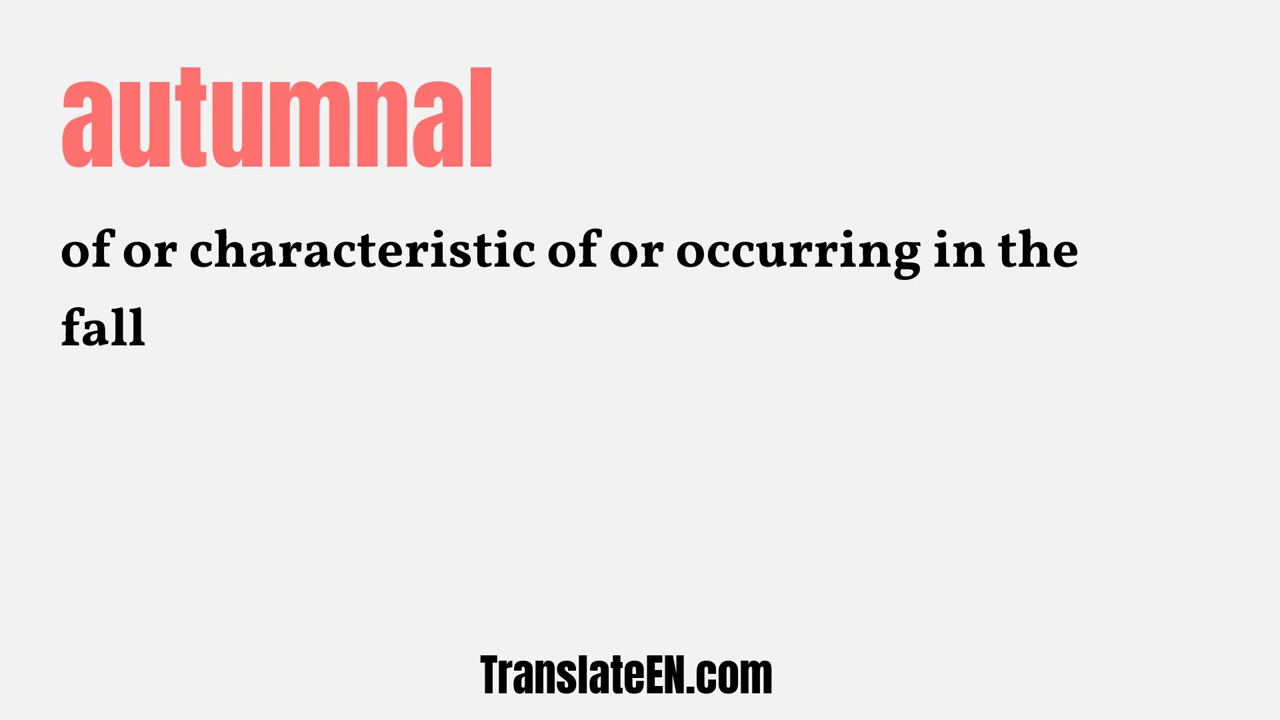 autumnal
of or characteristic of or occurring in the
fall
TranslateEN.com